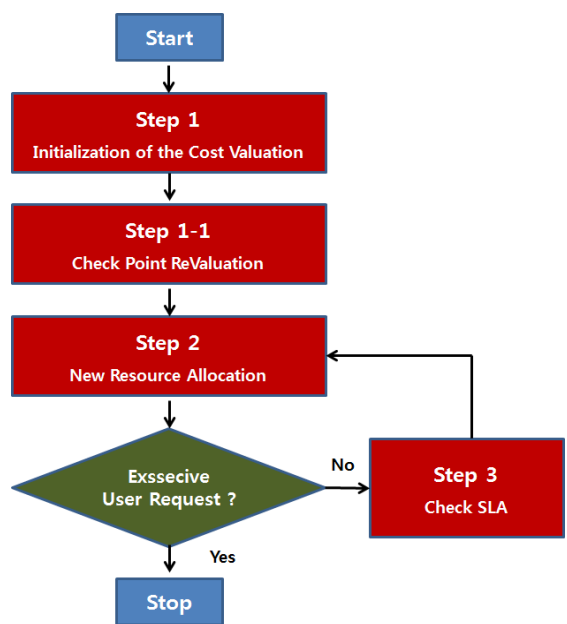 Start
Step 1
Initialization of the Cost Valuation
Step 1-1
Check Point ReValuation
Step 2
New Resource Allocation
Exssecive
User Request ?
No
Step 3
Check SLA
Yes
Stop